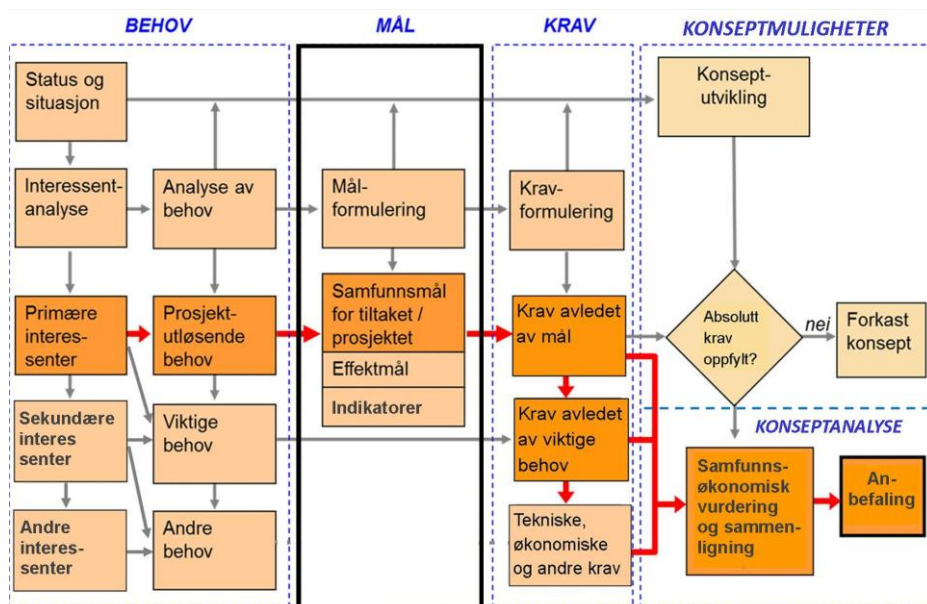 BEHOV
MÅL
KRAV
KONSEPTMULIGHETER
Status og
situasjon
Konsept-
utvikling
Interessent-
analyse
Analyse av
behov
Mål-
formulering
Krav-
formulering
Primære
interes-
senter
Prosjekt-
utløsende
behov
Samfunnsmål
for tiltaket /
prosjektet
Effektmål
Indikatorer
Krav avledet
av mål
Absolutt
krav
oppfylt?
nei
Forkast
konsept
Sekundære
interes
senter
Viktige
behov
Krav avledet
av viktige
behov
KONSEPTANALYSE
Samfunns-
økonomisk
vurdering
og sammen-
ligning
An-
befaling
Andre
interes-
senter
Andre
behov
Tekniske,
økonomiske
og andre krav